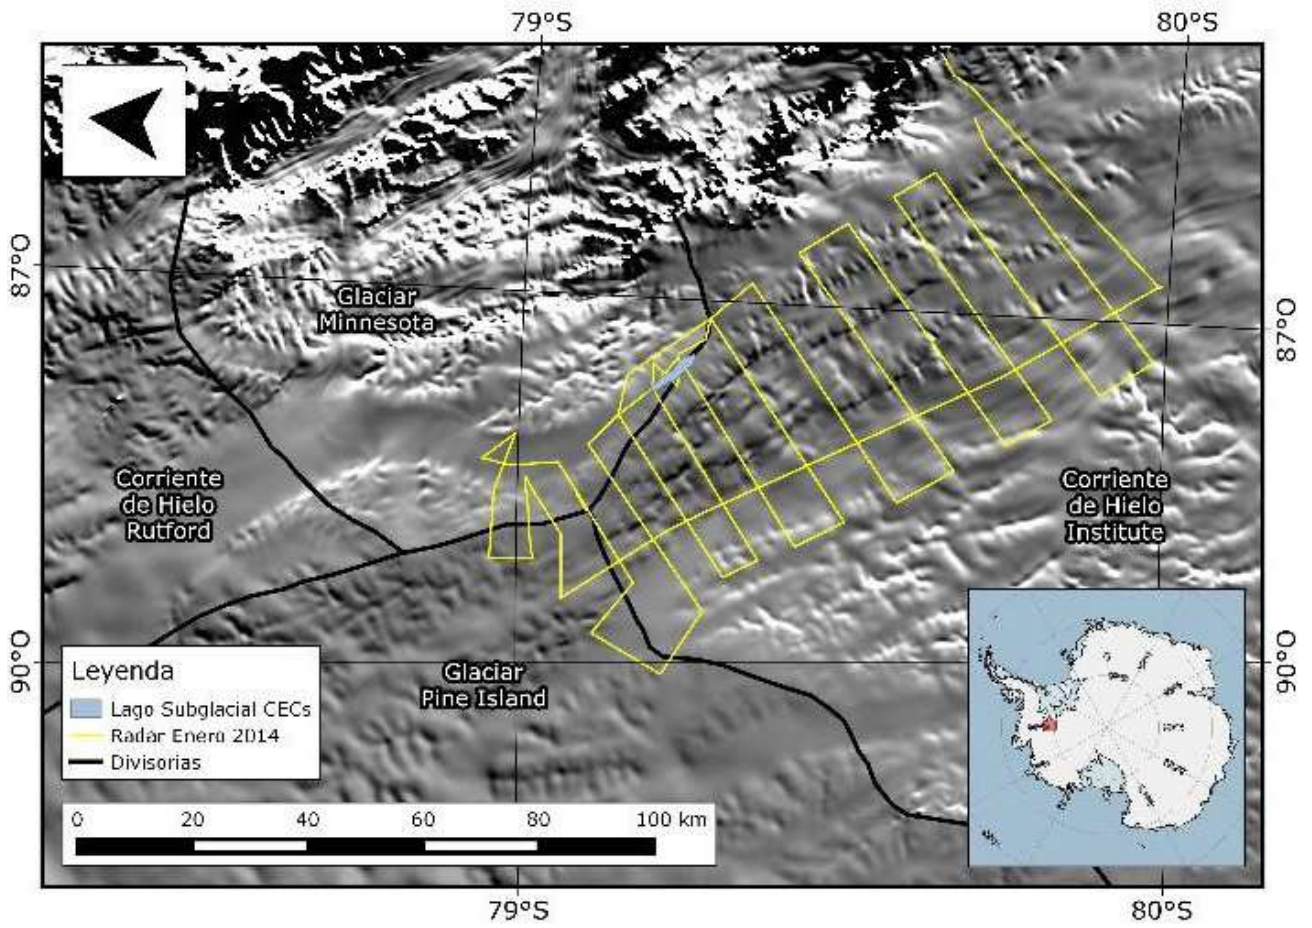 79°S
80°S
87°O
87°O
Glaciar
Minnesota
Corriente
de Hielo
Rutford
Corriente
de Hielo
Institute
90°O
90°O
Glaciar
Pine Island
Leyenda
Lago Subglacial CECs
Radar Enero 2014
Divisorias
0 20 40 60 80 100 km
79°S
80°S